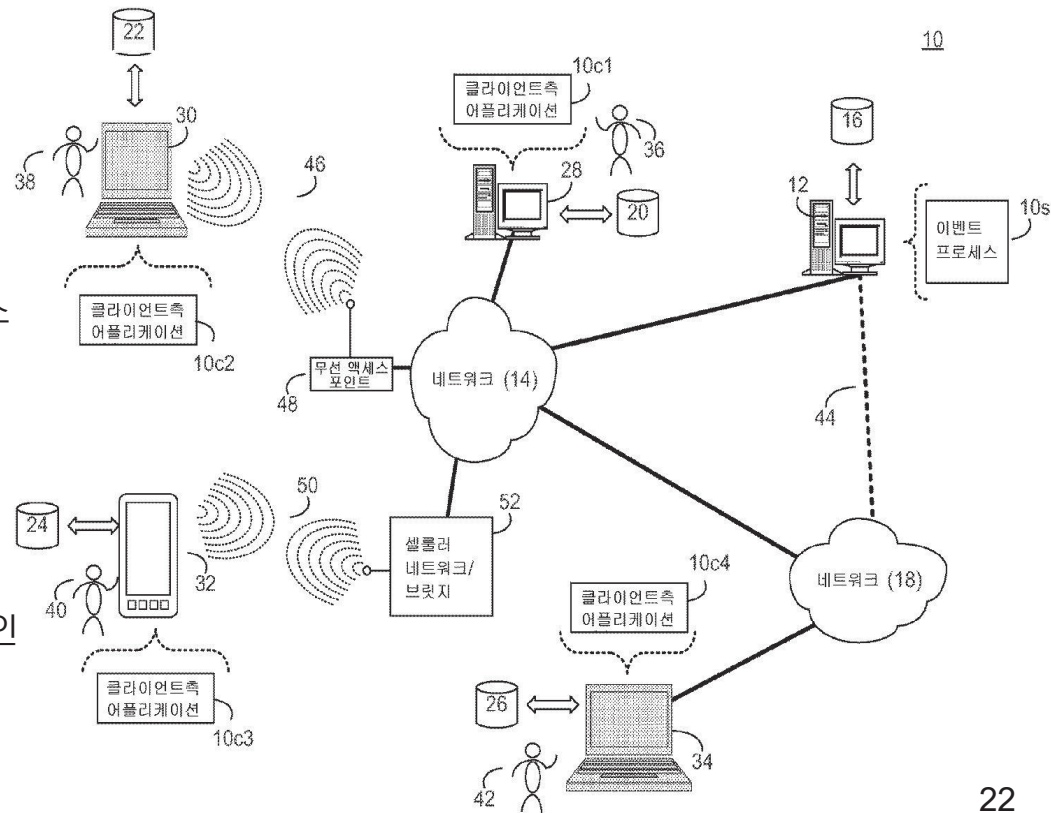 22
10
30
38
46
클라이언트측
어플리케이션
10c2
10c1
클라이언트측
어플리케이션
36
28
20
16
12
10s
이벤트
프로세스
무선 액세스
포인트
48
네트워크 (14)
44
24
32
40
50
셀룰러
네트워크/
브릿지
52
클라이언트측
어플리케이션
10c3
10c4
클라이언트측
어플리케이션
네트워크 (18)
26
34
42
인
22